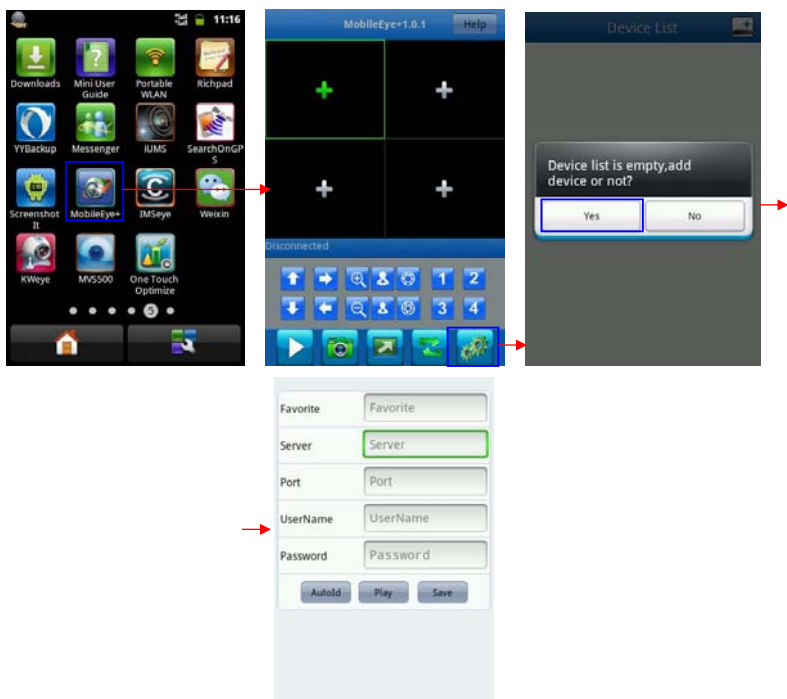 11:16
Downloads
Mini User
Guide
Portable
WLAN
Richpad
YYBackup
Messenger
iUMS
SearchOnGP
S
Screenshot
It
MobileEye+
IMSeye
Weixin
KWeye
MVS500
One Touch
Optimize
5
MobileEye+1.0.1
Help
Disconnected
1 2
3 4
Device List
Device list is empty,add
device or not?
Yes No
Favorite Favorite
Server Server
Port Port
UserName UserName
Password Password
AutoId Play Save